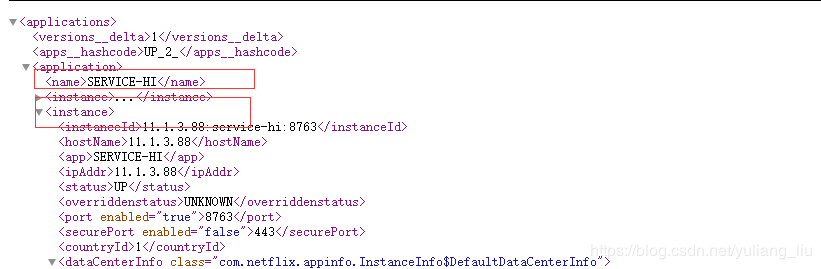 ▼<applications>
<versions__delta>1</versions__delta>
<apps__hashcode>UP_2_</apps__hashcode>
▼<application>
<name>SERVICE-HI</name>
▶<instance>...</instance>
▼<instance>
<instanceId>11.1.3.88:service-hi:8763</instanceId>
<hostName>11.1.3.88</hostName>
<app>SERVICE-HI</app>
<ipAddr>11.1.3.88</ipAddr>
<status>UP</status>
<overriddenstatus>UNKNOWN</overriddenstatus>
<port enabled="true">8763</port>
<securePort enabled="false">443</securePort>
<countryId>1</countryId>
▼<dataCenterInfo class="com.netflix.appinfo.InstanceInfo$DefaultDataCenterInfo">
https://blog.csdn.net/yuliang_liu